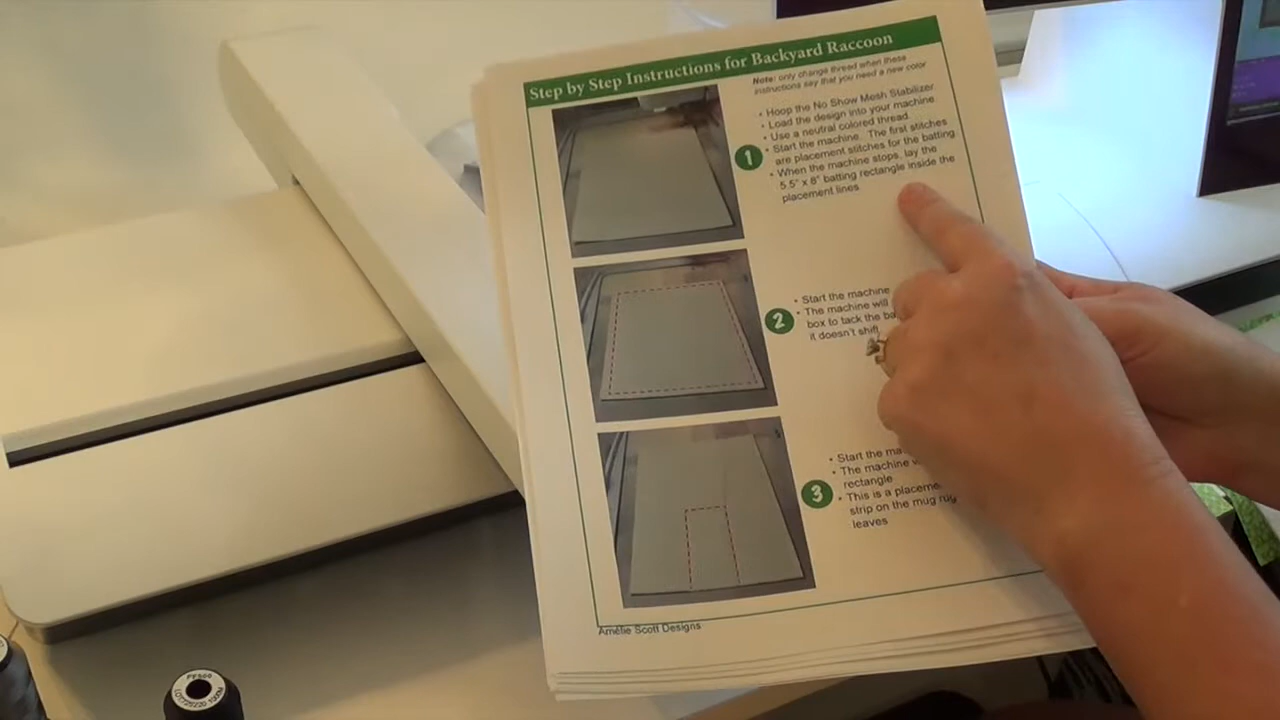 Step by Step Instructions for Backyard Raccoon
Note: only change thread when these
instructions say that you need a new color
• Hoop the No Show Mesh Stabilizer.
• Load the design into your machine.
• Use a neutral colored thread.
1
• Start the machine. The first stitches
are placement stitches for the batting.
• When the machine stops, lay the
5.5" x 8" batting rectangle inside the
placement lines
2
• Start the machine
• The machine will
box to tack the ba
it doesn't shift
3
• Start the ma
• The machine w
rectangle
• This is a placeme
strip on the mug rug
leaves
Amélie Scott Designs
PF500